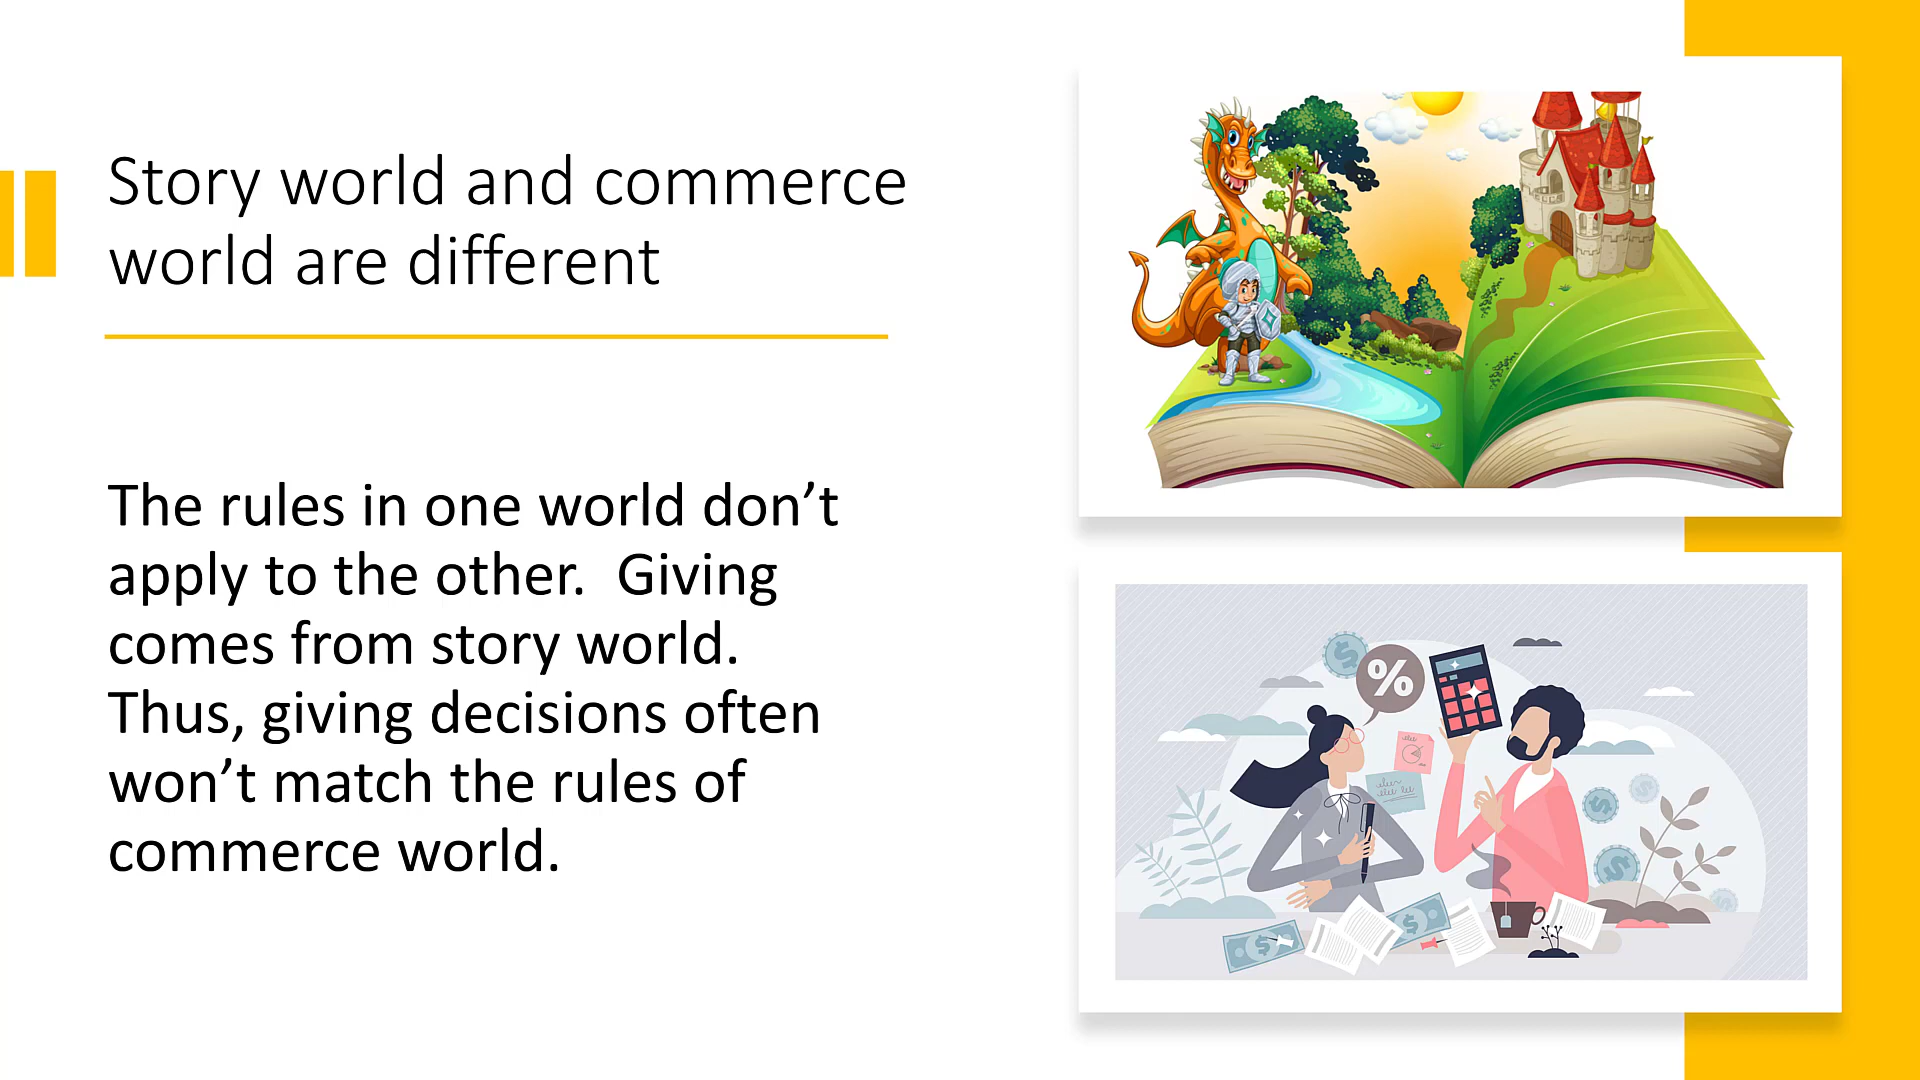 Story world and commerce
world are different
The rules in one world don’t
apply to the other.  Giving
comes from story world.
Thus, giving decisions often
won’t match the rules of
commerce world.
%